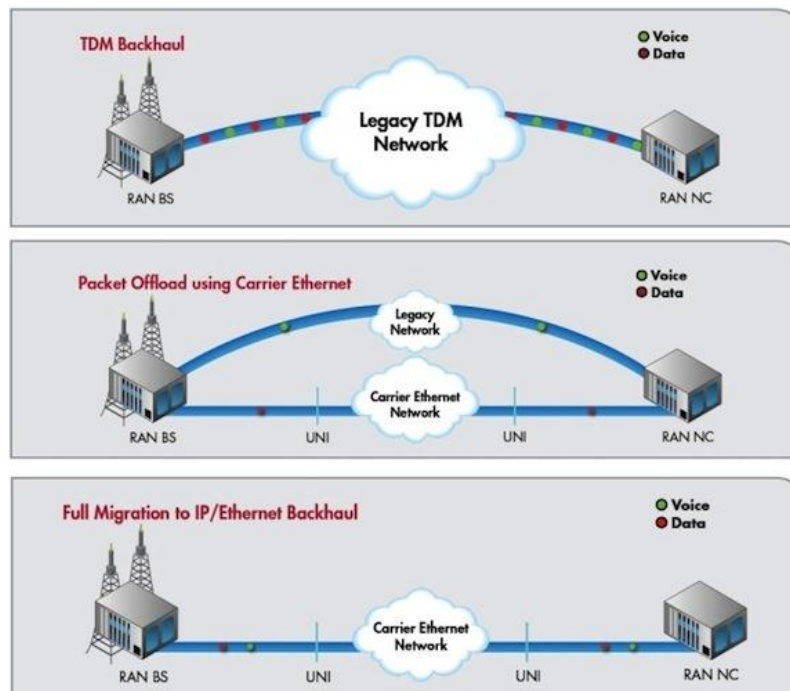 TDM Backhaul
Voice
Data
Legacy TDM
Network
RAN BS
RAN NC
Packet Offload using Carrier Ethernet
Voice
Data
Legacy
Network
Carrier Ethernet
Network
RAN BS
UNI
UNI
RAN NC
Full Migration to IP/Ethernet Backhaul
Voice
Data
Carrier Ethernet
Network
RAN BS
UNI
UNI
RAN NC